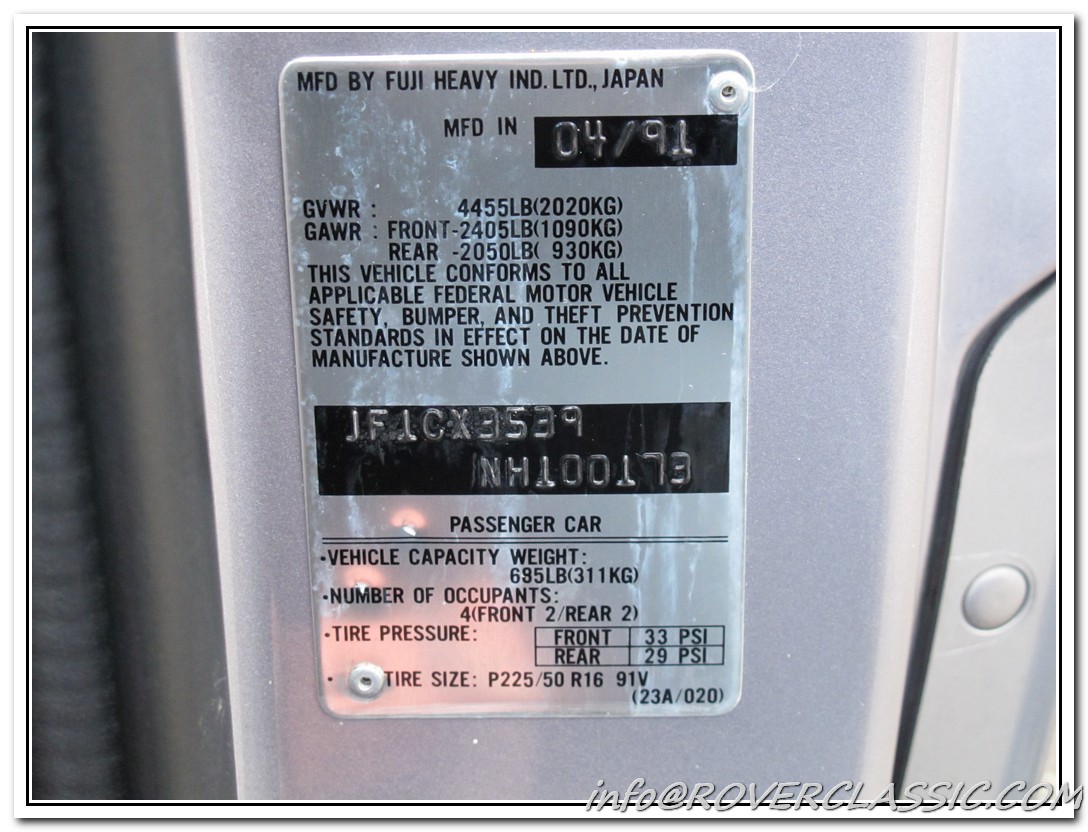 MFD BY FUJI HEAVY IND. LTD., JAPAN
MFD IN 04/91
GVWR : 4455LB(2020KG)
GAWR : FRONT-2405LB(1090KG)
REAR -2050LB( 930KG)
THIS VEHICLE CONFORMS TO ALL
APPLICABLE FEDERAL MOTOR VEHICLE
SAFETY, BUMPER, AND THEFT PREVENTION
STANDARDS IN EFFECT ON THE DATE OF
MANUFACTURE SHOWN ABOVE.
JF1CX3539
NH100173
PASSENGER CAR
·VEHICLE CAPACITY WEIGHT:
695LB(311KG)
·NUMBER OF OCCUPANTS:
4(FRONT 2/REAR 2)
·TIRE PRESSURE: FRONT 33 PSI
REAR 29 PSI
· TIRE SIZE: P225/50 R16 91V
(23A/020)
info@ROVERCLASSIC.COM